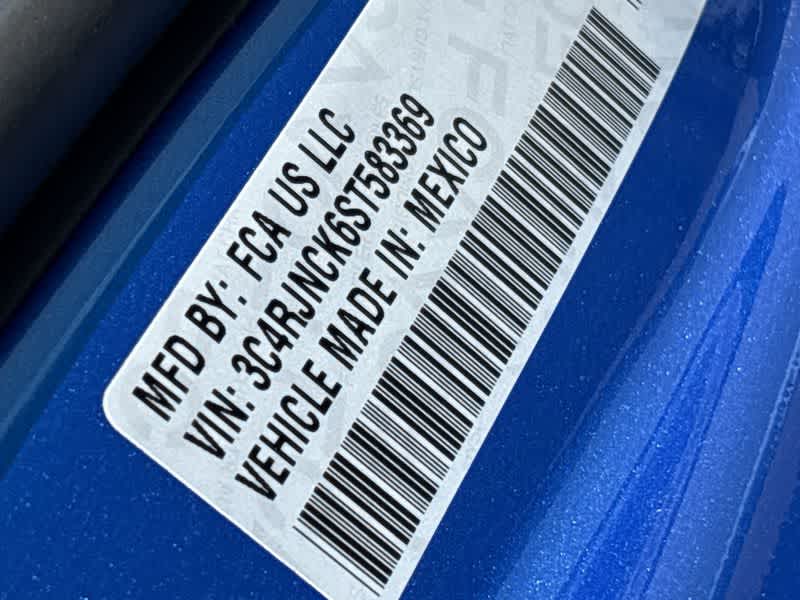 MFD BY: FCA US LLC
VIN: 3C4RJNCK6ST583369
VEHICLE MADE IN: MEXICO